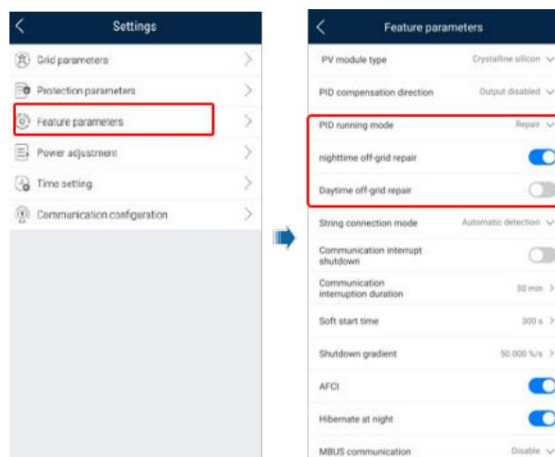 Settings
Grid parameters
Protection parameters
Feature parameters
Power adjustment
Time setting
Communication configuration
Feature parameters
PV module type
Crystalline silicon
PID compensation direction
Output disabled
PID running mode
Repair
nighttime off-grid repair
Daytime off-grid repair
String connection mode
Automatic detection
Communication interrupt
shutdown
Communication
interruption duration
30 min
Soft start time
300 s
Shutdown gradient
50.000 %/s
AFCI
Hibernate at night
MBUS communication
Disable